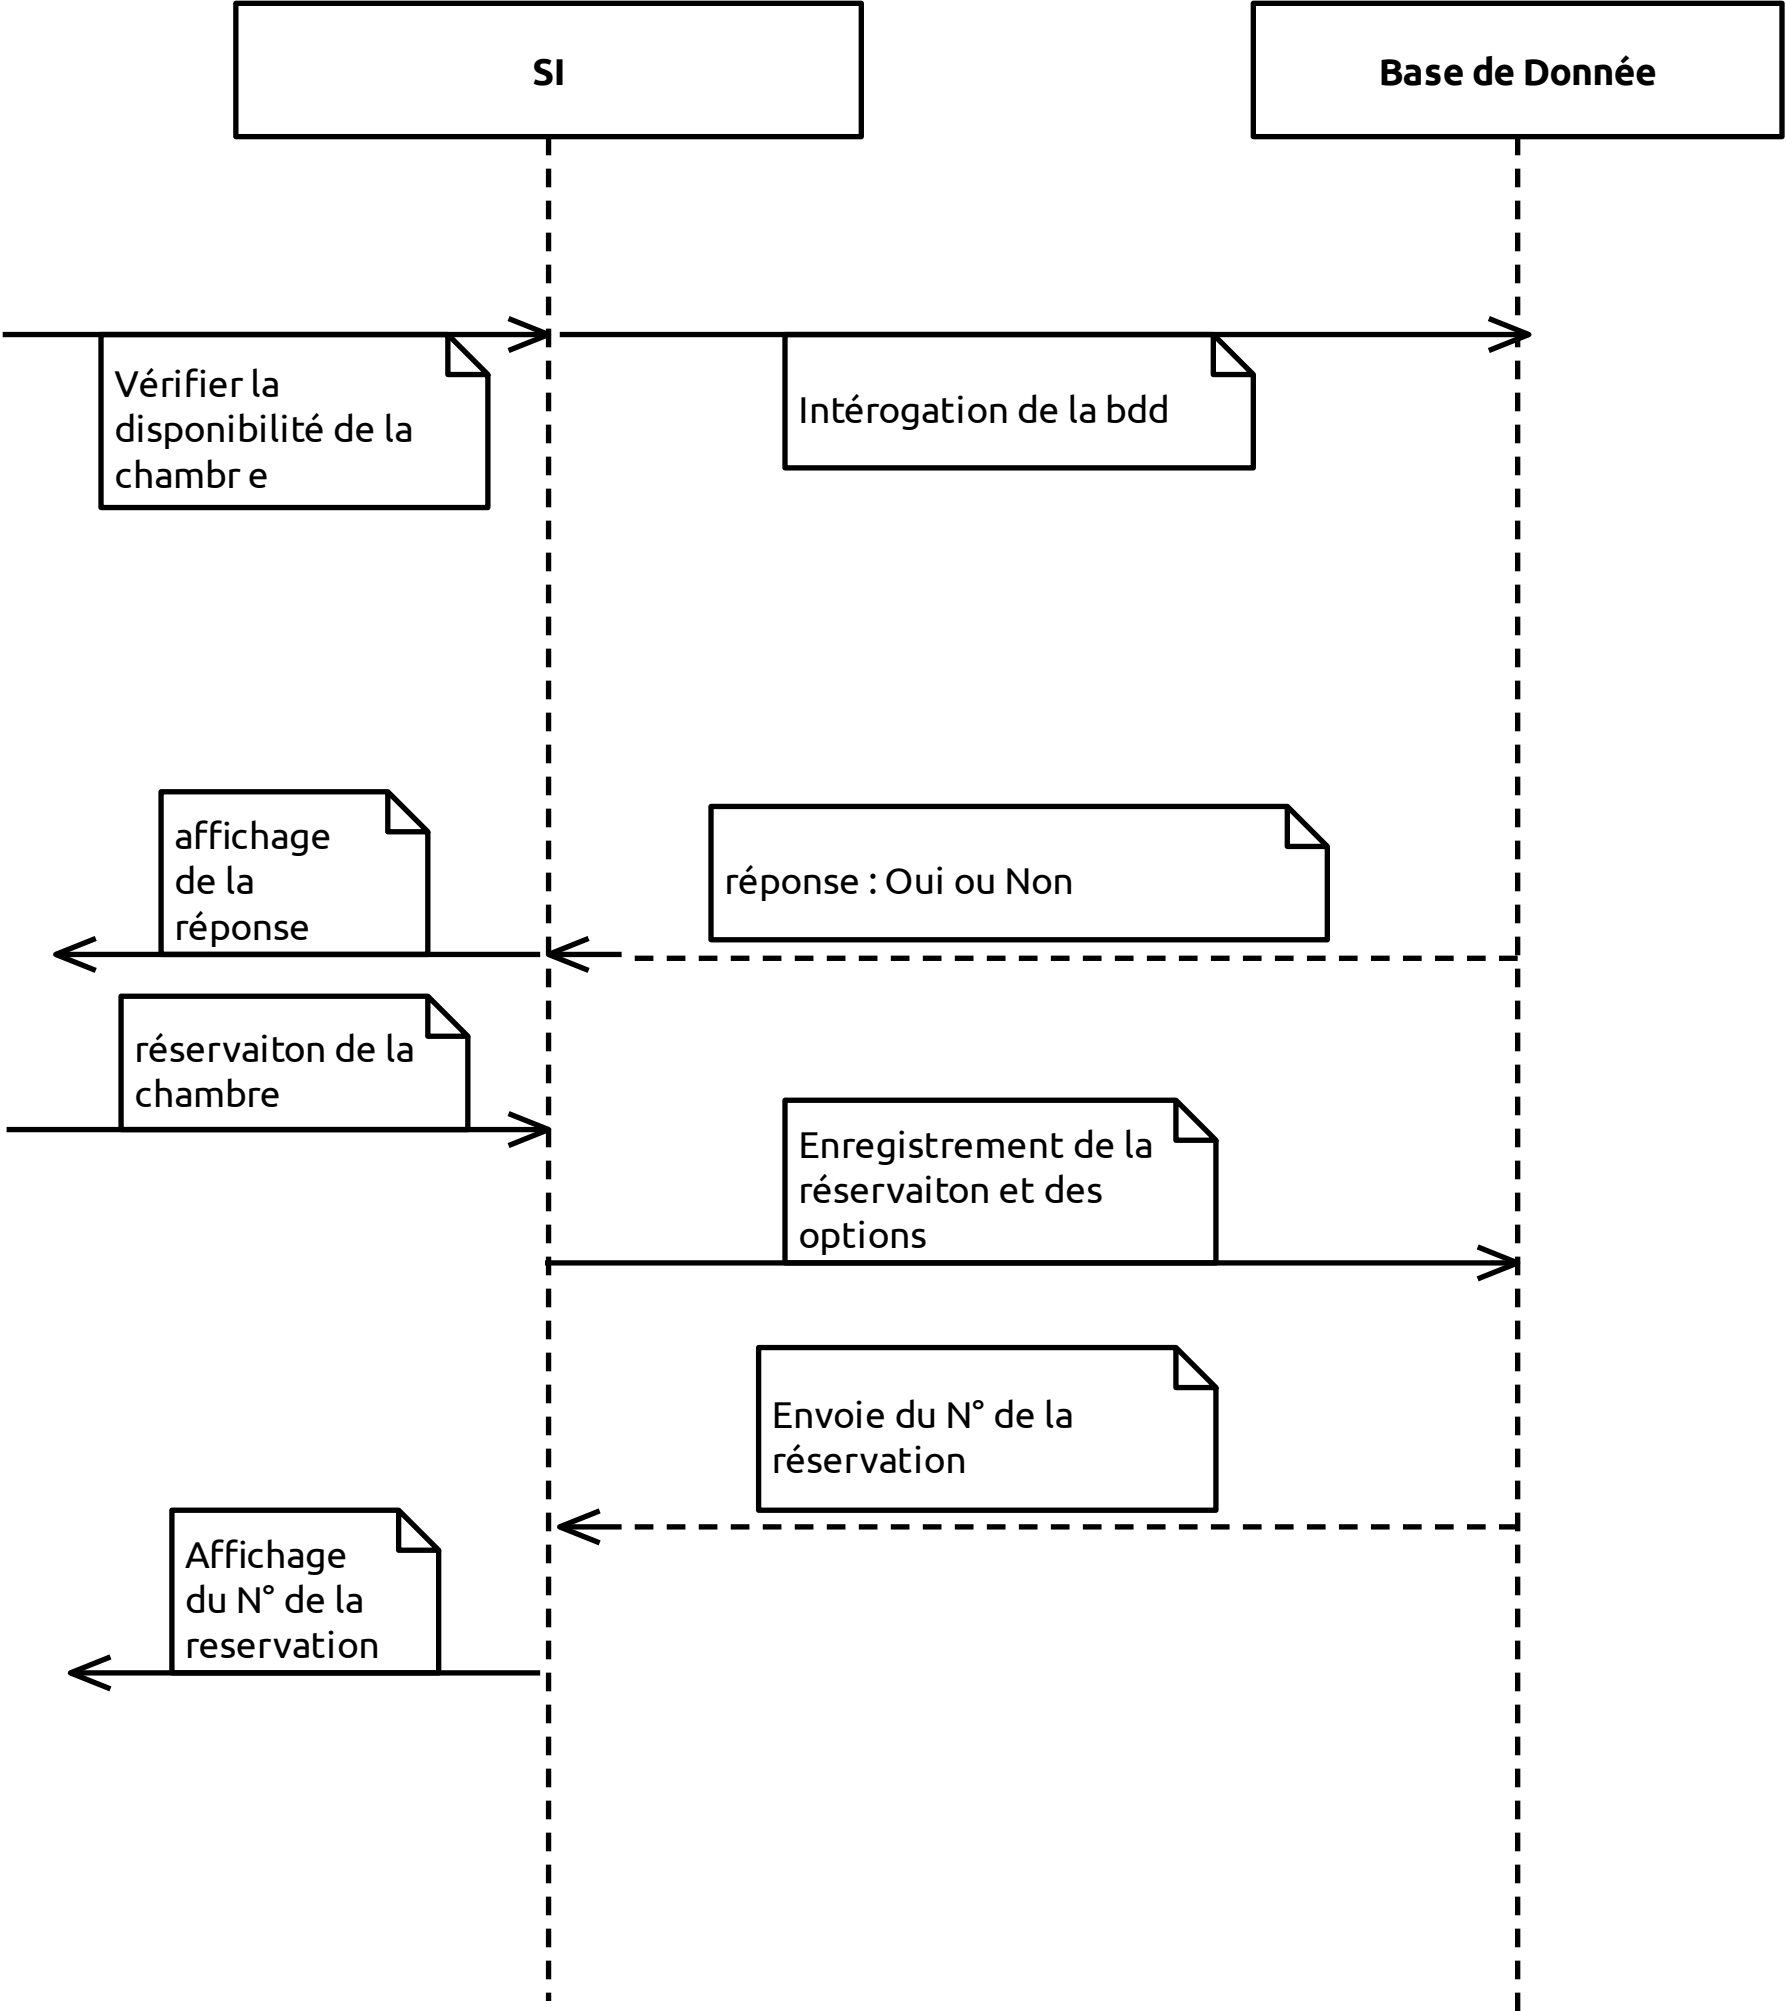 SI
Base de Donnée
Vérifier la
disponibilité de la
chambr e
Intérogation de la bdd
affichage
de la
réponse
réponse : Oui ou Non
réservaiton de la
chambre
Enregistrement de la
réservaiton et des
options
Envoie du N° de la
réservation
Affichage
du N° de la
reservation